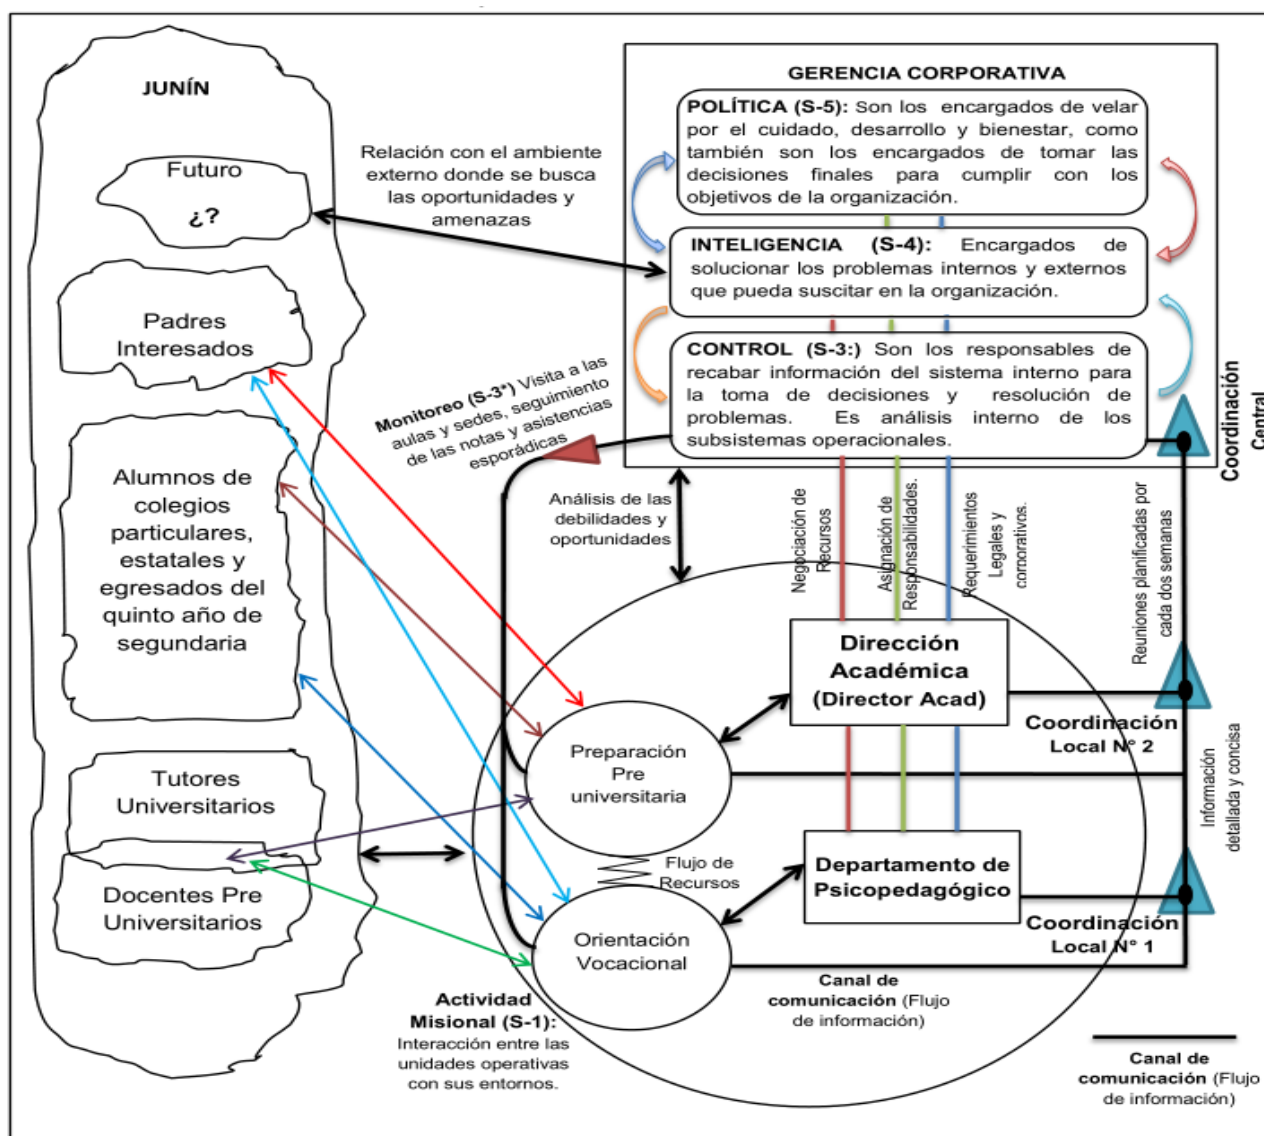 JUNÍN
Futuro
¿?
Padres
Interesados
Alumnos de
colegios
particulares,
estatales y
egresados del
quinto año de
segundaria
Tutores
Universitarios
Docentes Pre
Universitarios
Relación con el ambiente
externo donde se busca
las oportunidades y
amenazas
GERENCIA CORPORATIVA
POLÍTICA (S-5): Son los encargados de velar
por el cuidado, desarrollo y bienestar, como
también son los encargados de tomar las
decisiones finales para cumplir con los
objetivos de la organización.
INTELIGENCIA (S-4): Encargados de
solucionar los problemas internos y externos
que pueda suscitar en la organización.
CONTROL (S-3:) Son los responsables de
recabar información del sistema interno para
la toma de decisiones y resolución de
problemas. Es análisis interno de los
subsistemas operacionales.
Coordinación
Central
Monitoreo (S-3*) Visita a las
aulas y sedes, seguimiento
de las notas y asistencias
esporádicas
Análisis de las
debilidades y
oportunidades
Negociación de
Recursos
Asignación de
Responsabilidades.
Requerimientos
Legales y
corporativos.
Reuniones planificadas por
cada dos semanas
Dirección
Académica
(Director Acad)
Coordinación
Local N° 2
Preparación
Pre
universitaria
Información
detallada y concisa
Flujo de
Recursos
Departamento de
Psicopedagógico
Coordinación
Local N° 1
Orientación
Vocacional
Canal de
comunicación (Flujo
de información)
Actividad
Misional (S-1):
Interacción entre las
unidades operativas
con sus entornos.
Canal de
comunicación (Flujo
de información)